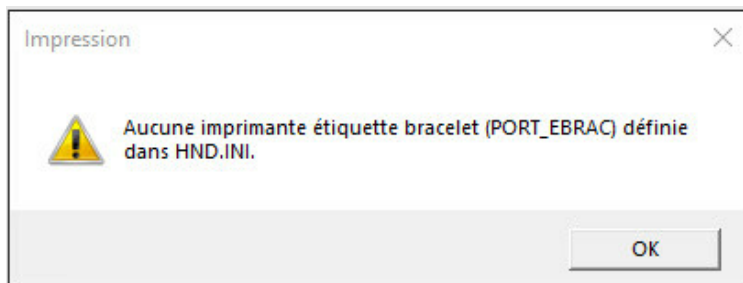 Impression
Aucune imprimante étiquette bracelet (PORT_EBRAC) définie
dans HND.INI.
OK